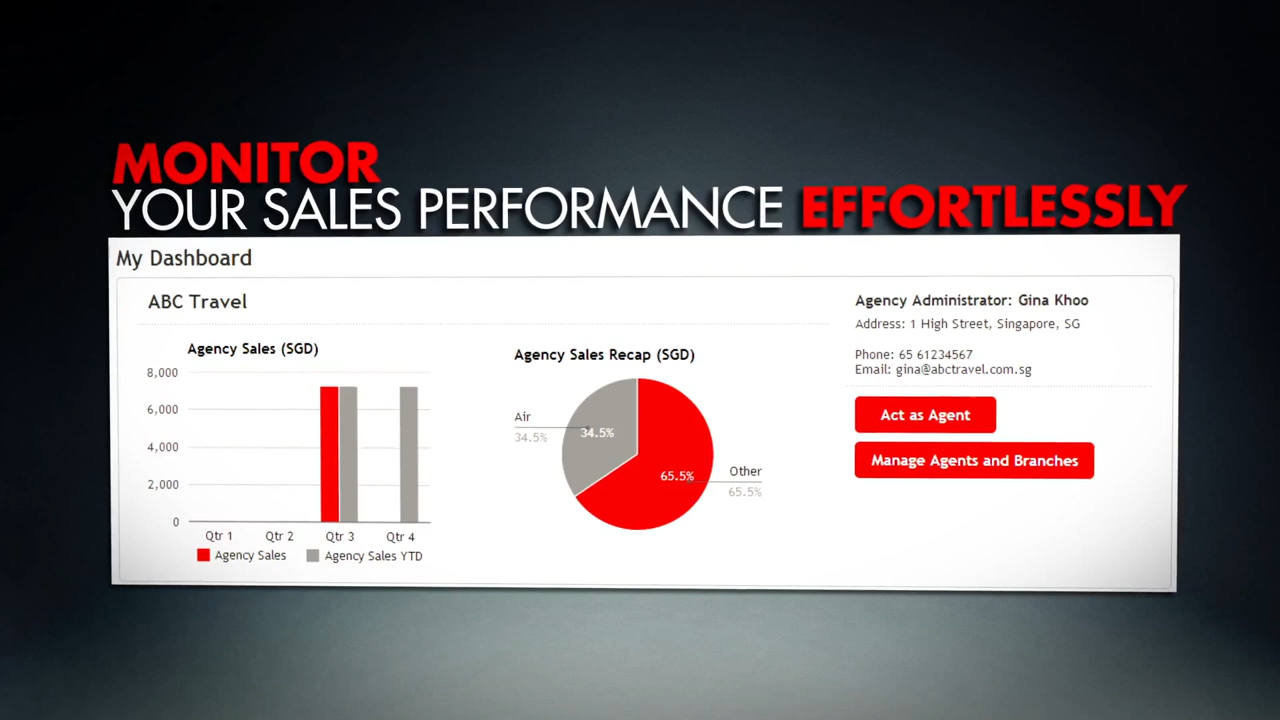 MONITOR
YOUR SALES PERFORMANCE EFFORTLESSLY
My Dashboard
ABC Travel
Agency Sales (SGD)
8,000
6,000
4,000
2,000
0
Qtr 1 Qtr 2 Qtr 3 Qtr 4
Agency Sales Agency Sales YTD
Agency Sales Recap (SGD)
Air
34.5%
34.5%
65.5%
Other
65.5%
Agency Administrator: Gina Khoo
Address: 1 High Street, Singapore, SG
Phone: 65 61234567
Email: gina@abctravel.com.sg
Act as Agent
Manage Agents and Branches